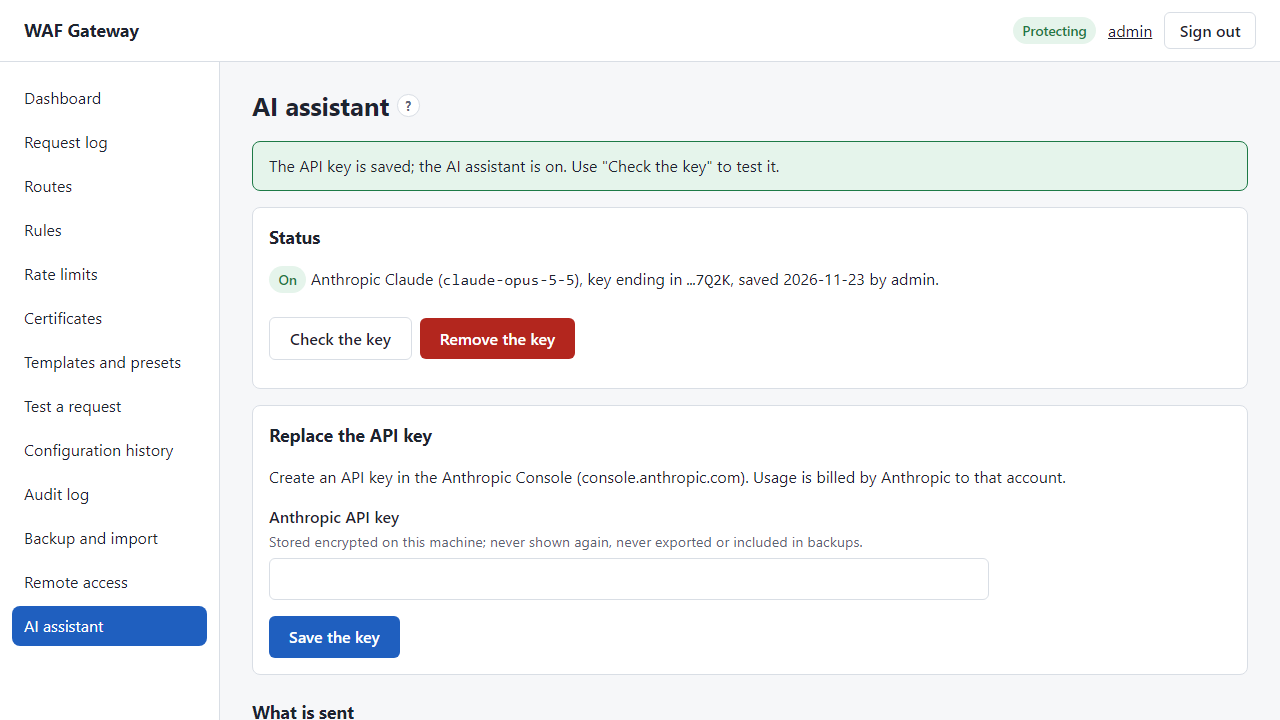 WAF Gateway
Protecting
admin
Sign out
Dashboard
Request log
Routes
Rules
Rate limits
Certificates
Templates and presets
Test a request
Configuration history
Audit log
Backup and import
Remote access
AI assistant
AI assistant ?
The API key is saved; the AI assistant is on. Use "Check the key" to test it.
Status
On Anthropic Claude (claude-opus-5-5), key ending in …7Q2K, saved 2026-11-23 by admin.
Check the key
Remove the key
Replace the API key
Create an API key in the Anthropic Console (console.anthropic.com). Usage is billed by Anthropic to that account.
Anthropic API key
Stored encrypted on this machine; never shown again, never exported or included in backups.
Save the key
What is sent